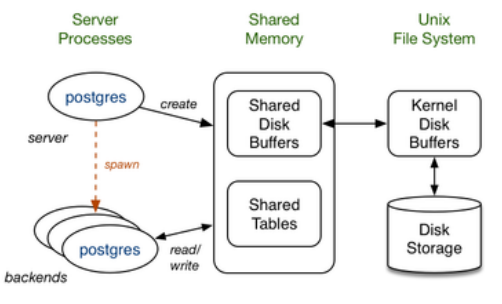 Server
Processes
Shared
Memory
Unix
File System
postgres
create
server
spawn
Shared
Disk
Buffers
Kernel
Disk
Buffers
Shared
Tables
postgres
read/
write
backends
Disk
Storage